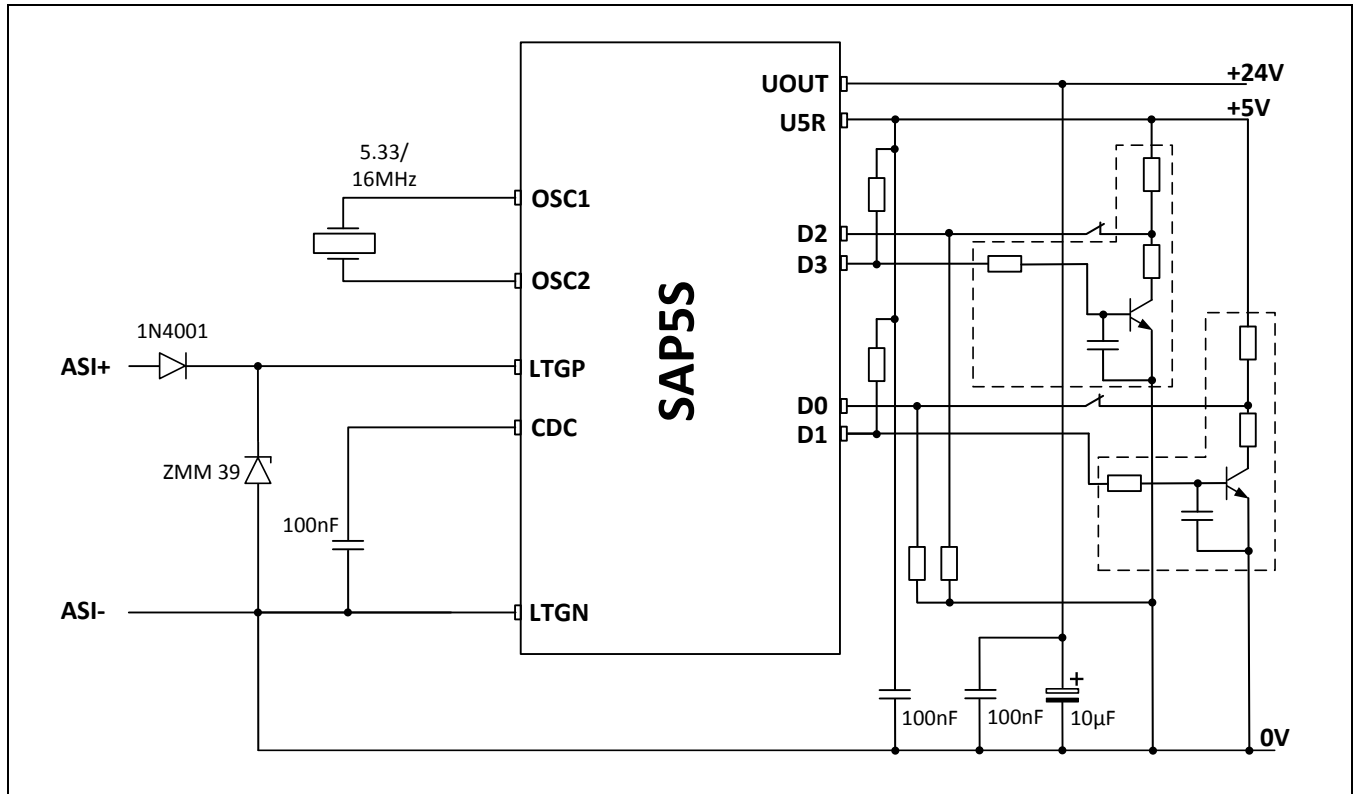 UOUT
+24V
U5R
+5V
5.33/
16MHz
OSC1
D2
D3
OSC2
SAP5S
1N4001
ASI+
LTGP
D0
CDC
D1
ZMM 39
100nF
ASI-
LTGN
+
100nF
100nF
10µF
0V